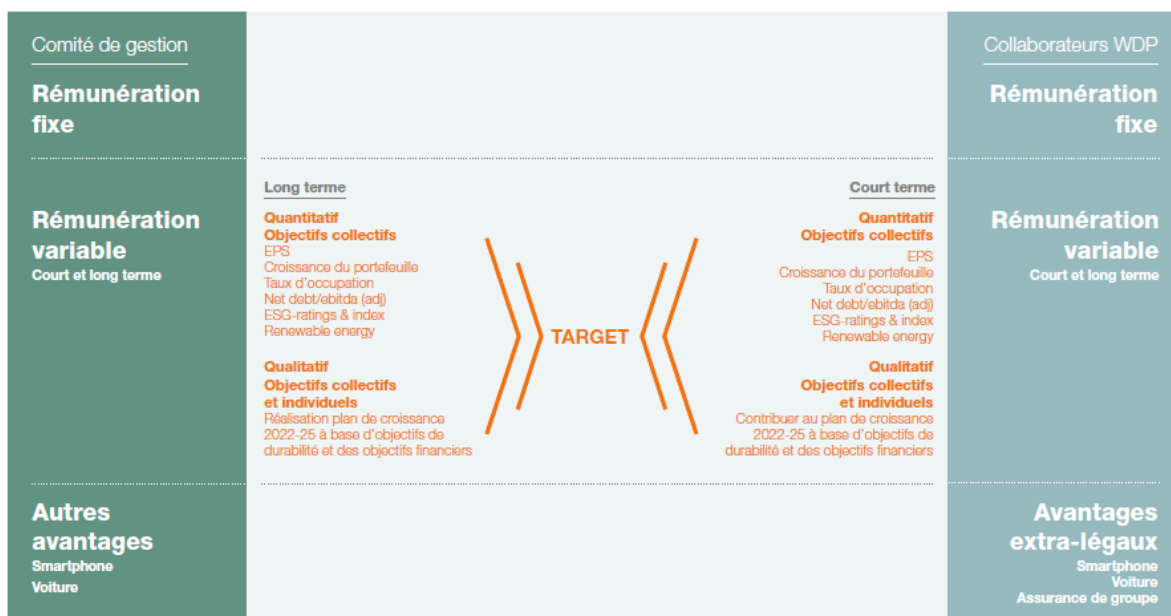 Comité de gestion
Rémunération
fixe
Rémunération
variable
Court et long terme
Autres
avantages
Smartphone
Voiture
Long terme
Quantitatif
Objectifs collectifs
EPS
Croissance du portefeuille
Taux d'occupation
Net debt/ebitda (adj)
ESG-ratings & index
Renewable energy
Qualitatif
Objectifs collectifs
et individuels
Réalisation plan de croissance
2022-25 à base d'objectifs de
durabilité et des objectifs financiers
TARGET
Court terme
Quantitatif
Objectifs collectifs
EPS
Croissance du portefeuille
Taux d'occupation
Net debt/ebitda (adj)
ESG-ratings & index
Renewable energy
Qualitatif
Objectifs collectifs
et individuels
Contribuer au plan de croissance
2022-25 à base d'objectifs de
durabilité et des objectifs financiers
Collaborateurs WDP
Rémunération
fixe
Rémunération
variable
Court et long terme
Avantages
extra-légaux
Smartphone
Voiture
Assurance de groupe